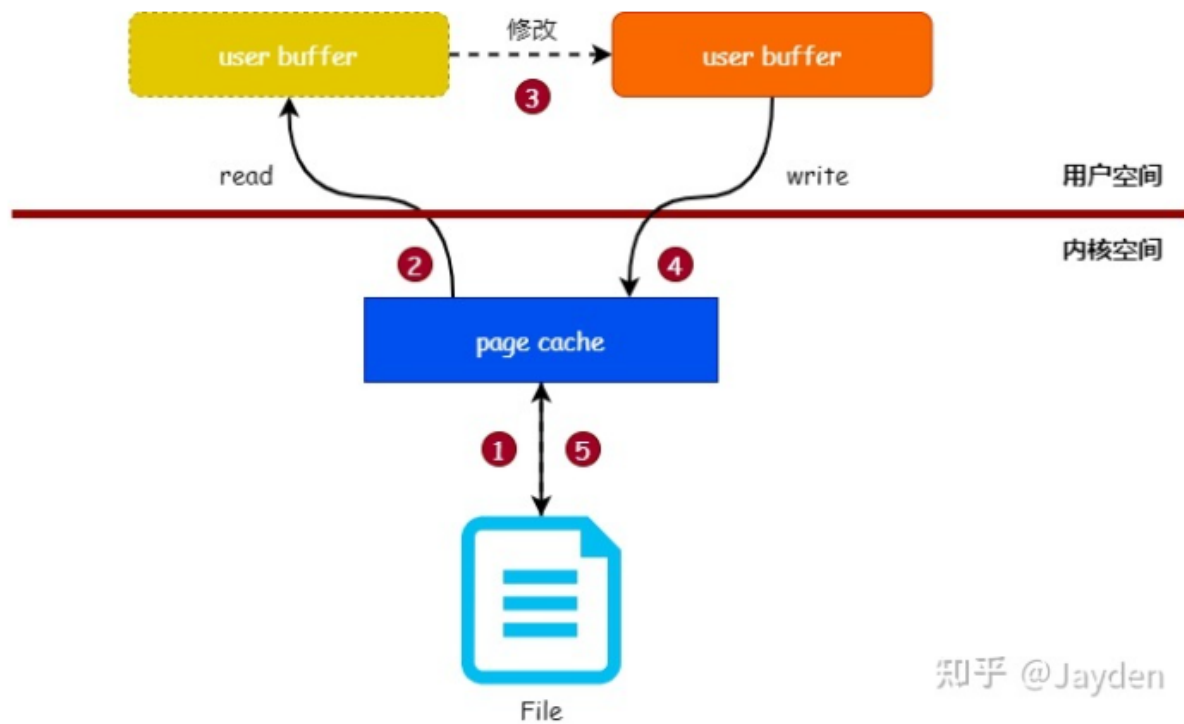 修改
user buffer
user buffer
3
read
write
用户空间
内核空间
2
4
page cache
1
5
File
知乎 @Jayden